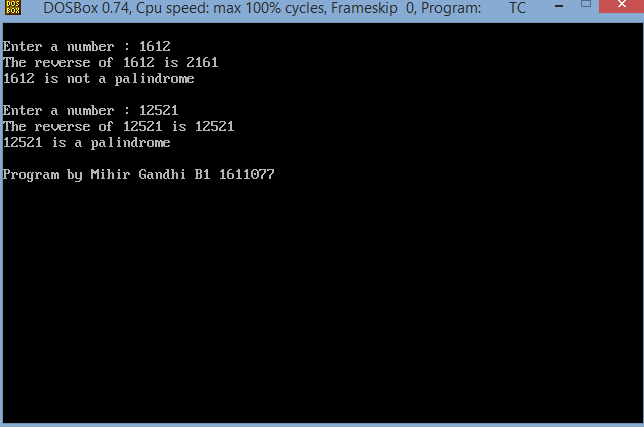 DOS
BOX
DOSBox 0.74, Cpu speed: max 100% cycles, Frameskip 0, Program: TC
Enter a number : 1612
The reverse of 1612 is 2161
1612 is not a palindrome
Enter a number : 12521
The reverse of 12521 is 12521
12521 is a palindrome
Program by Mihir Gandhi B1 1611077